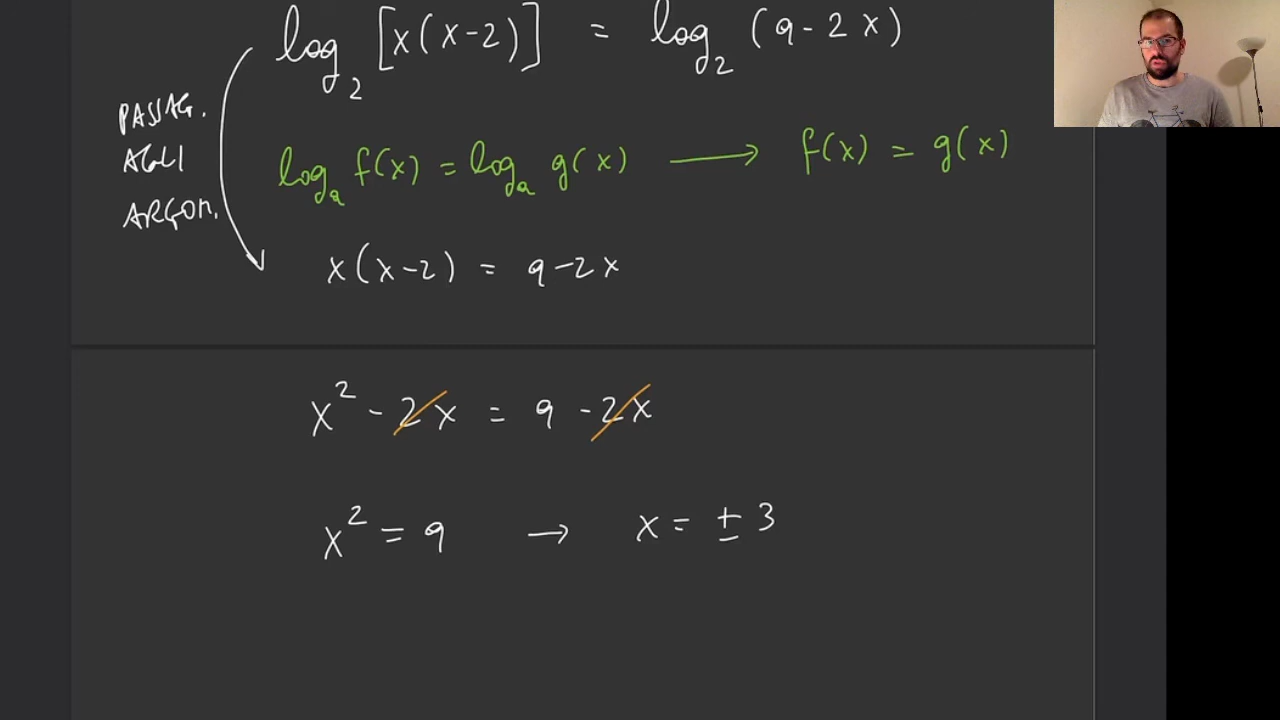 log₂ [x(x-2)] = log₂ (9-2x)
PASSAG.
AGLI
ARGOM.
logₐ f(x) = logₐ g(x) ⟶ f(x) = g(x)
x(x-2) = 9-2x
x² - 2x = 9 - 2x
x² = 9 → x = ± 3